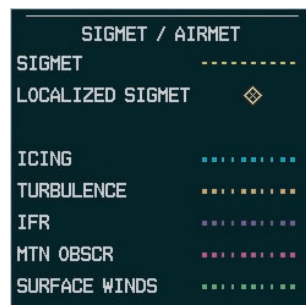 SIGMET / AIRMET
SIGMET
LOCALIZED SIGMET
ICING
TURBULENCE
IFR
MTN OBSCR
SURFACE WINDS